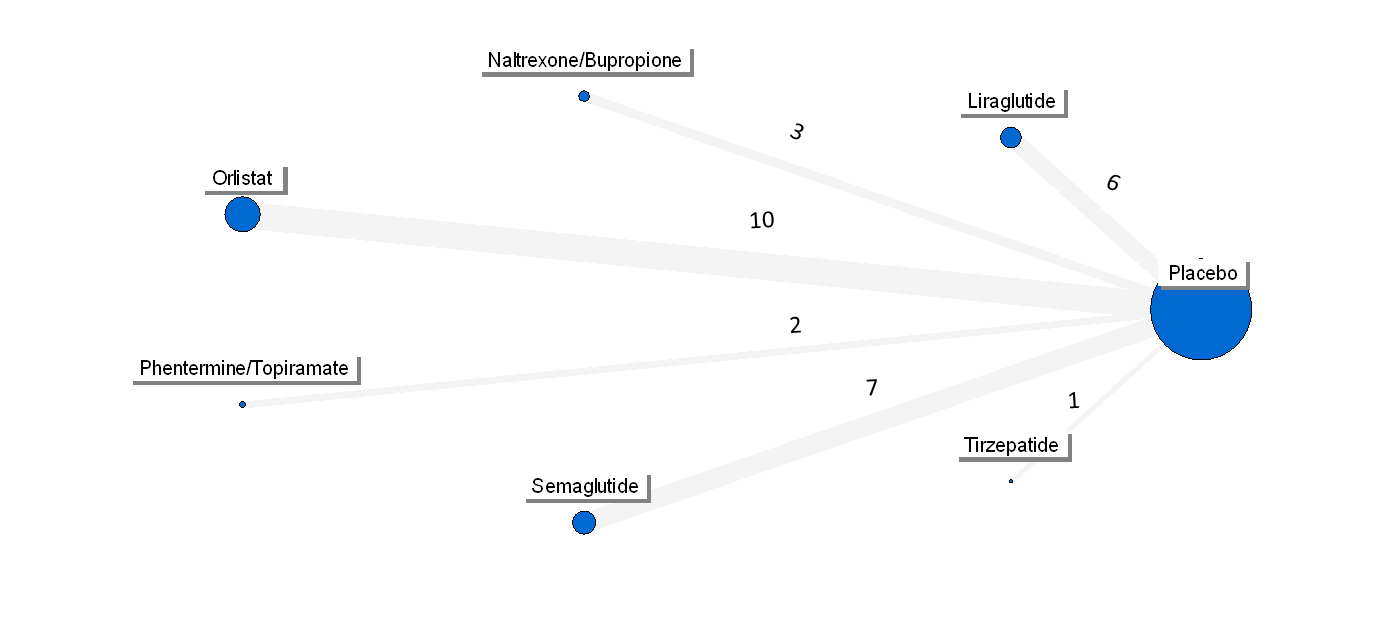 Naltrexone/Bupropione
Liraglutide
3
6
Orlistat
10
Placebo
2
Phentermine/Topiramate
7
1
Tirzepatide
Semaglutide